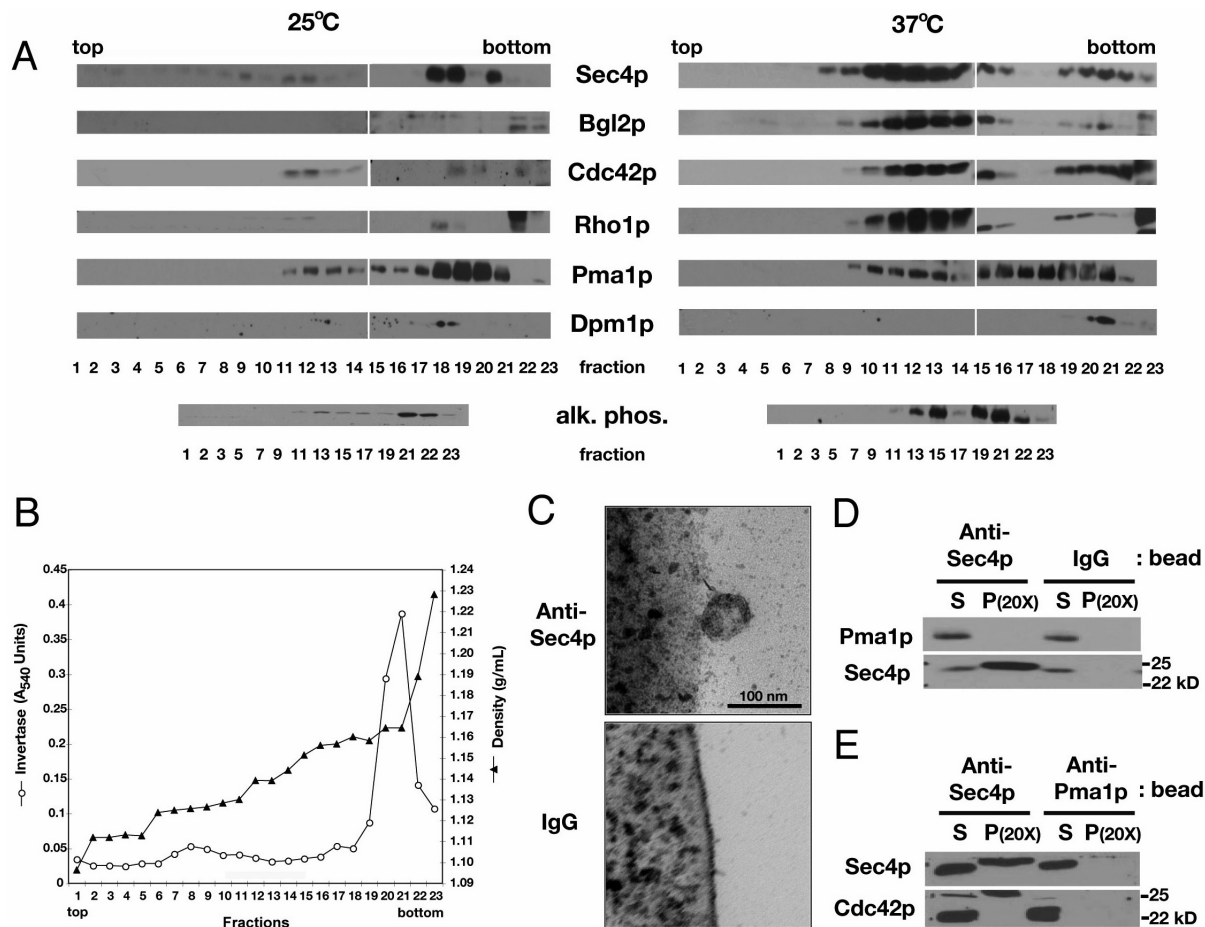 25°C
37°C
top bottom top
A
Sec4p
Bgl2p
Cdc42p
Rho1p
Pma1p
Dpm1p
1 2 3 4 5 6 7 8 9 10 11 12 13 14 15 16 17 18 19 20 21 22 23 fraction 1 2 3 4 5 6 7 8 9 10 11 12 13 14 15 16 17 18 19 20 21 22 23
alk. phos.
1 2 3 5 7 9 11 13 15 17 19 21 22 23 fraction 1 2 3 5 7 9 11 13 15 17 19 21 22 23
B
Invertase (A540 Units)
0.45
0.4
0.35
0.3
0.25
0.2
0.15
0.1
0.05
0
1.24
1.23
1.22
1.21
1.20
1.19
1.18
1.17
1.16
1.15
1.14
1.13
1.12
1.11
1.10
1.09
Density (g/mL)
1 2 3 4 5 6 7 8 9 10 11 12 13 14 15 16 17 18 19 20 21 22 23
top bottom
Fractions
C
Anti-
Sec4p
100 nm
IgG
D
Anti-
Sec4p IgG : bead
S P(20X) S P(20X)
Pma1p
Sec4p
25
22 kD
E
Anti- Anti-
Sec4p Pma1p : bead
S P(20X) S P(20X)
Sec4p
Cdc42p
25
22 kD